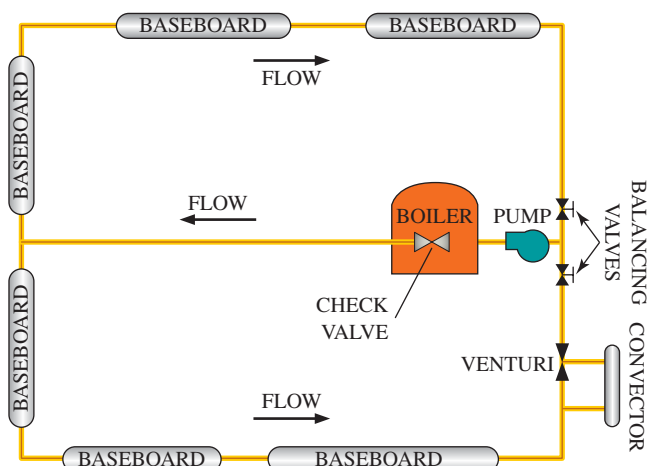 BASEBOARD
BASEBOARD
FLOW
BASEBOARD
FLOW
BOILER
PUMP
BALANCING
VALVES
CHECK
VALVE
BASEBOARD
VENTURI
CONVECTOR
FLOW
BASEBOARD
BASEBOARD